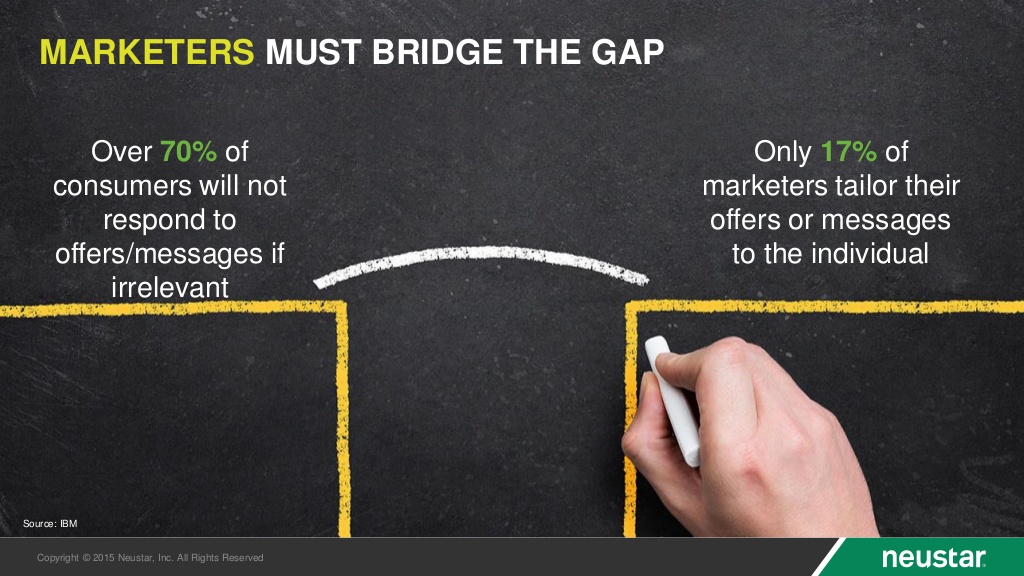 MARKETERS MUST BRIDGE THE GAP
Over 70% of
consumers will not
respond to
offers/messages if
irrelevant
Only 17% of
marketers tailor their
offers or messages
to the individual
Source: IBM
Copyright © 2015 Neustar, Inc. All Rights Reserved
neustar